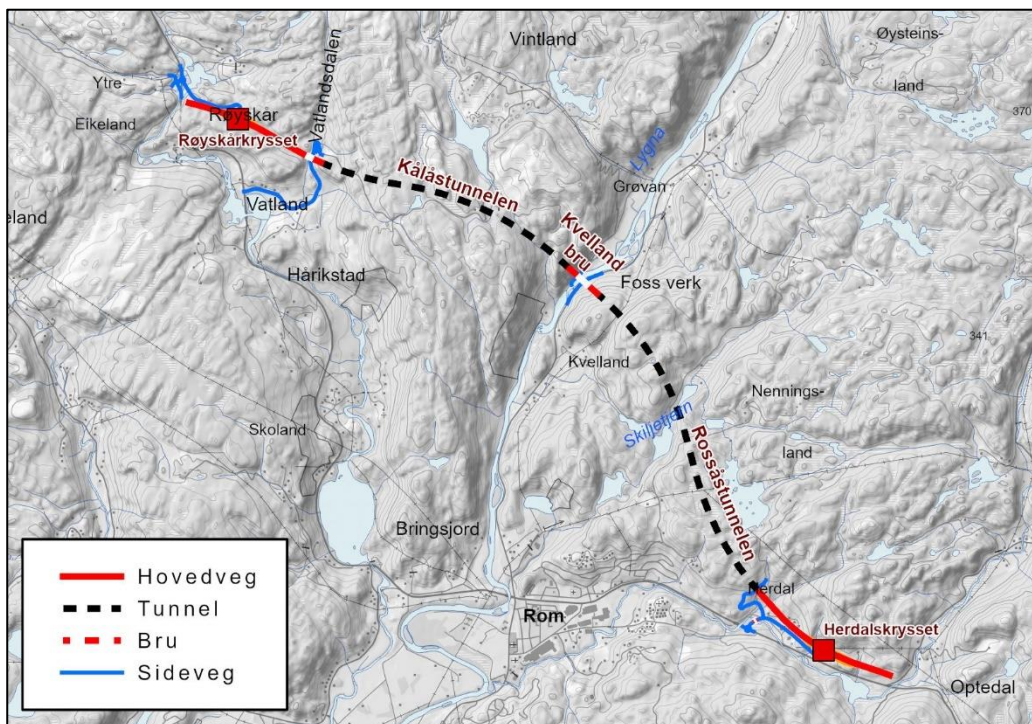 Vintland
Øysteins-
land
370
Ytre
Eikeland
Røyskår
Røyskårkrysset
Vatlandsdalen
Lygna
Kålåstunnelen
Grøvan
Vatland
eland
Kvelland
bru
Hårikstad
Foss verk
341
Kvelland
Nennings-
land
Skiljetjern
Skoland
Rossåstunnelen
Bringsjord
Herdal
Rom
Herdalskrysset
Optedal
Hovedveg
Tunnel
Bru
Sideveg